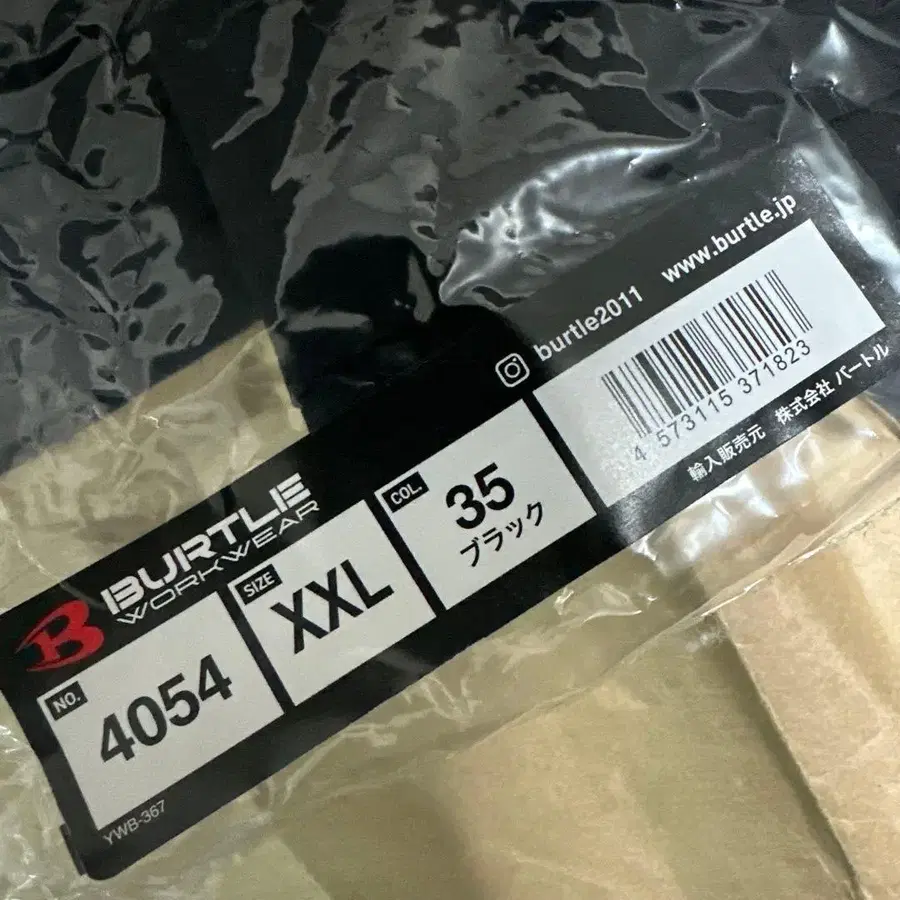 burtle2011 www.burtle.jp
4 573115 371823
輸入販売元 株式会社 バートル
BURTLE
WORKWEAR
NO.
4054
SIZE
XXL
COL.
35
ブラック
YWB-367